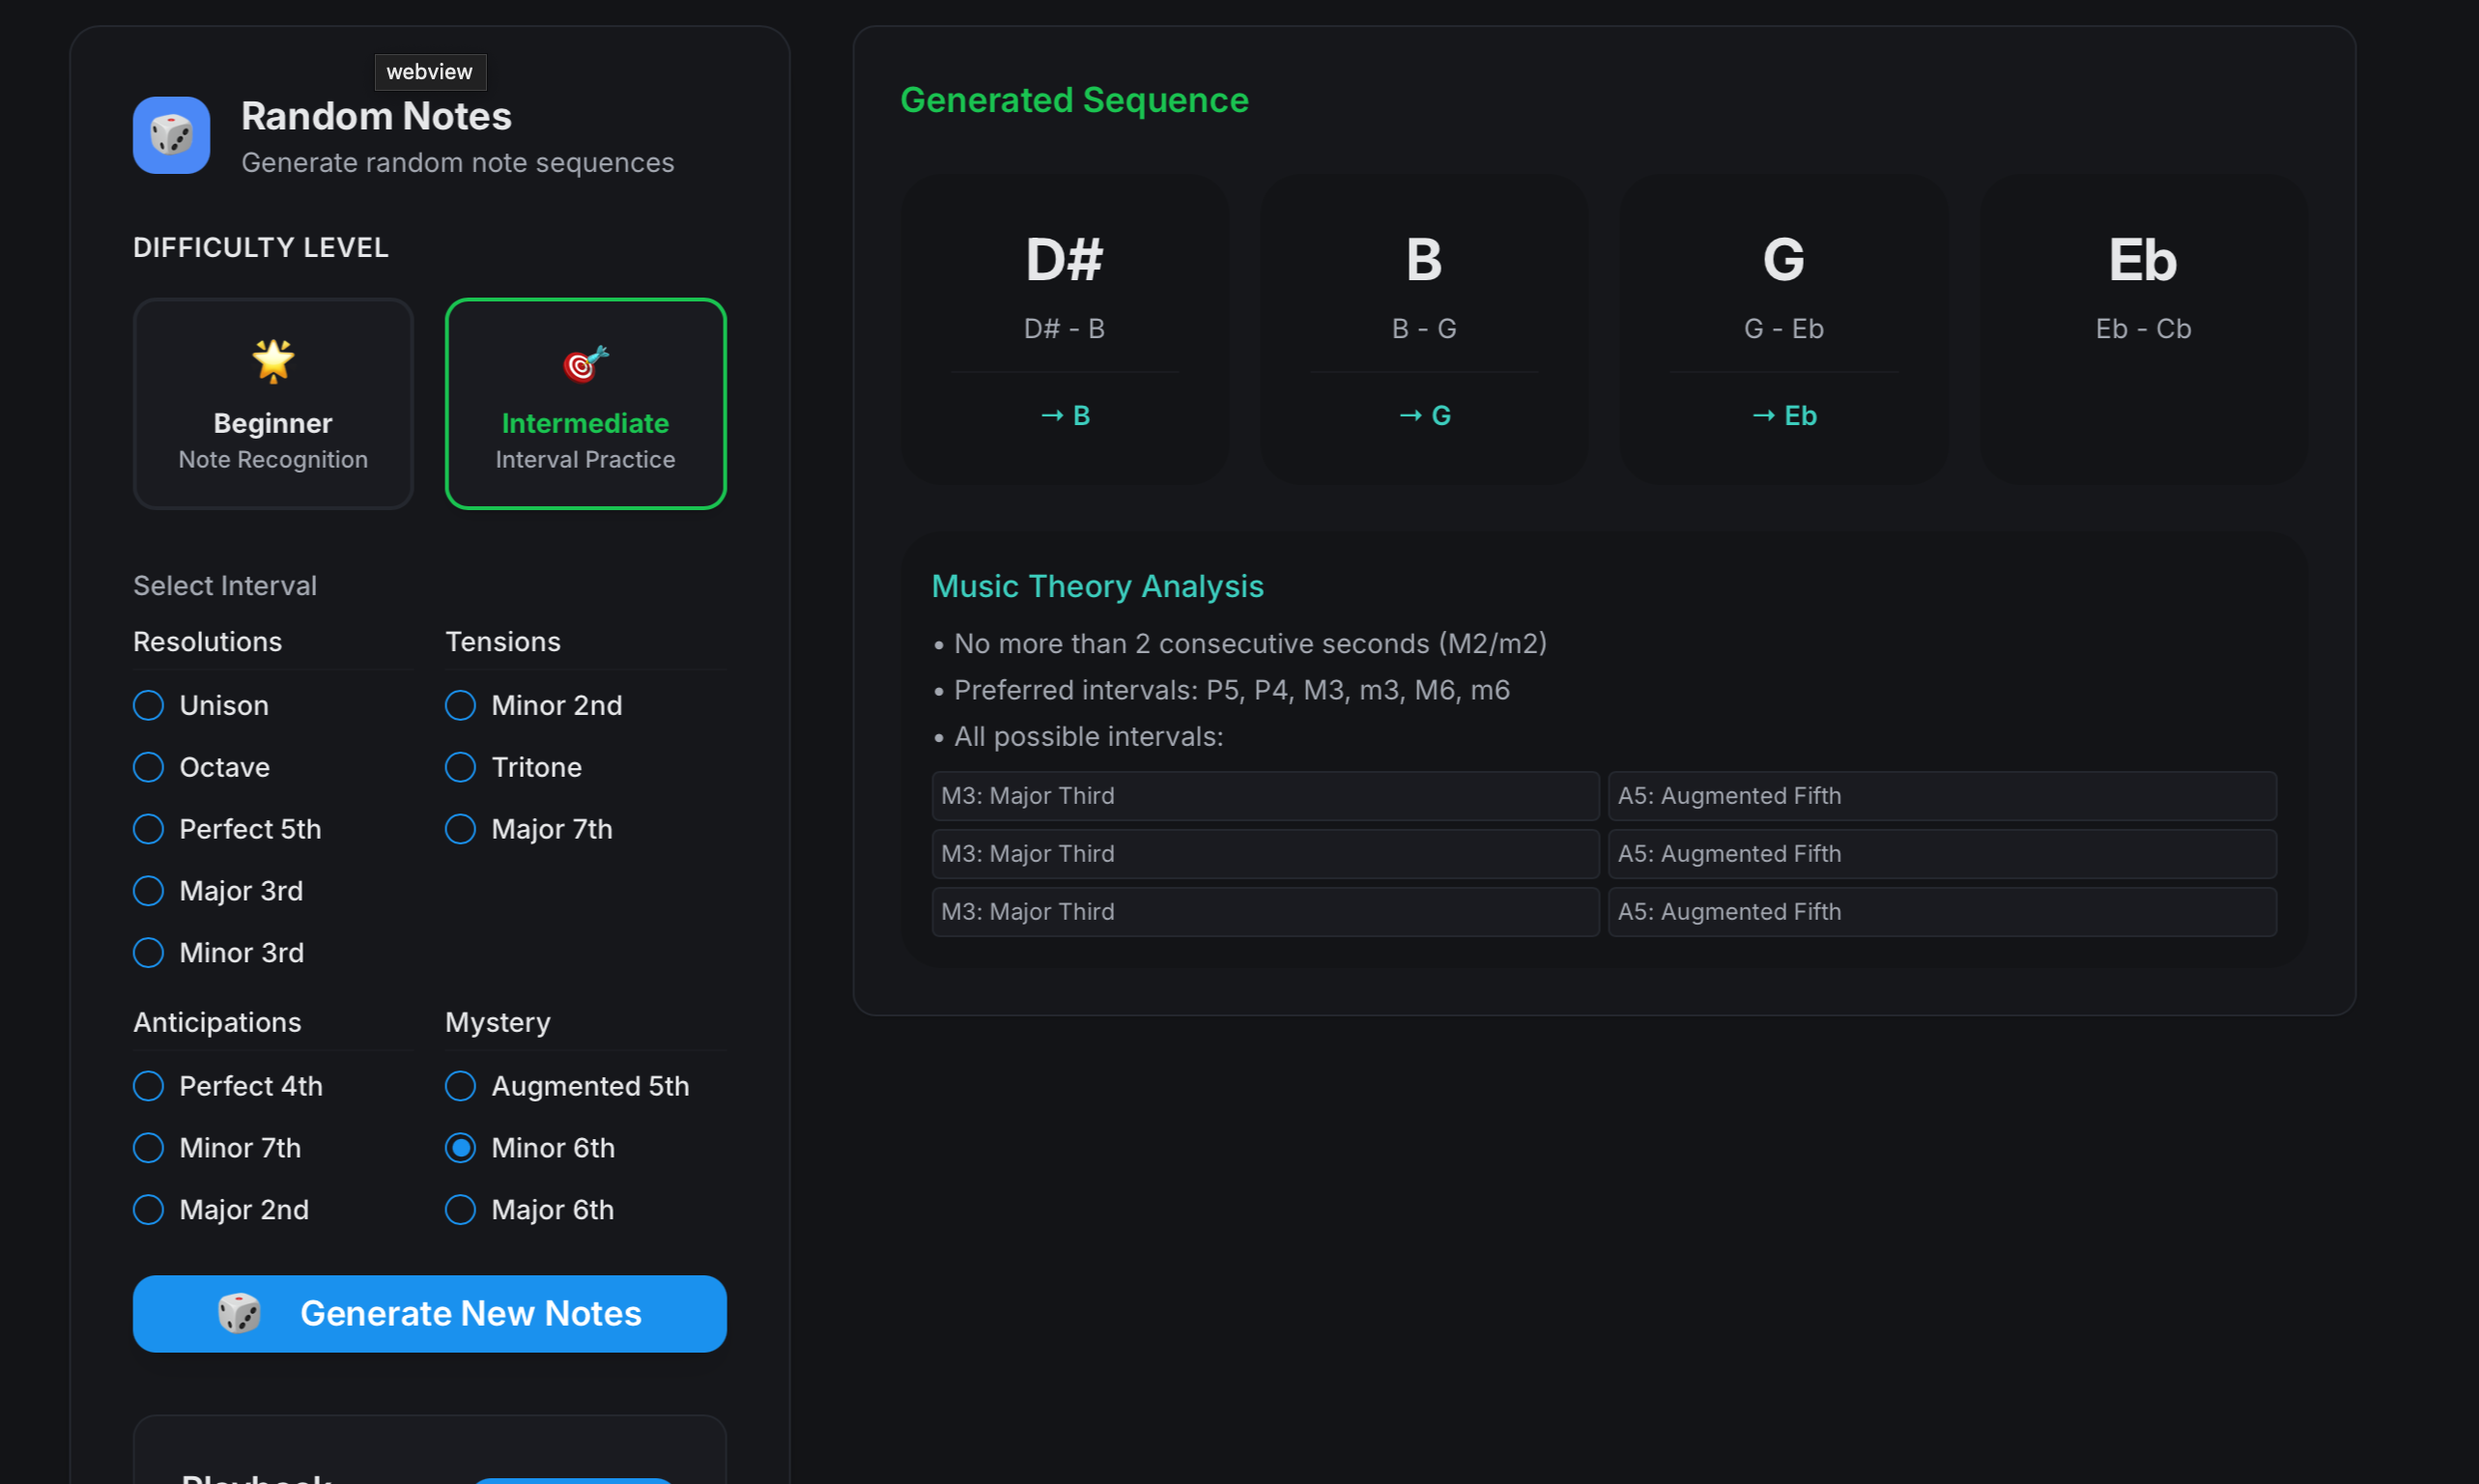 webview
Random Notes
Generate random note sequences
DIFFICULTY LEVEL
Beginner
Note Recognition
Intermediate
Interval Practice
Select Interval
Resolutions
Unison
Octave
Perfect 5th
Major 3rd
Minor 3rd
Tensions
Minor 2nd
Tritone
Major 7th
Anticipations
Perfect 4th
Minor 7th
Major 2nd
Mystery
Augmented 5th
Minor 6th
Major 6th
Generate New Notes
Generated Sequence
D#
D# - B
→ B
B
B - G
→ G
G
G - Eb
→ Eb
Eb
Eb - Cb
Music Theory Analysis
• No more than 2 consecutive seconds (M2/m2)
• Preferred intervals: P5, P4, M3, m3, M6, m6
• All possible intervals:
M3: Major Third
A5: Augmented Fifth
M3: Major Third
A5: Augmented Fifth
M3: Major Third
A5: Augmented Fifth